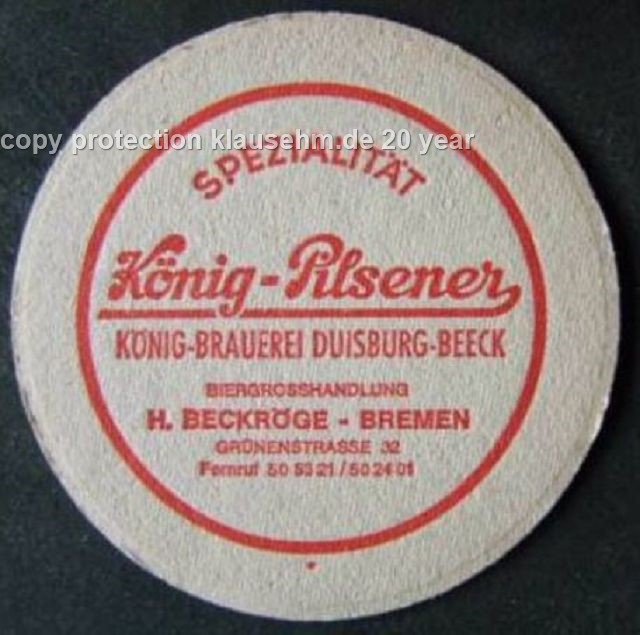 copy protection klausehm.de 20 year
SPEZIALITÄT
König-Pilsener
KÖNIG-BRAUEREI DUISBURG-BEECK
BIERGROSSHANDLUNG
H. BECKRÖGE - BREMEN
GRÜNENSTRASSE 32
Fernruf 50 53 21 / 50 24 01